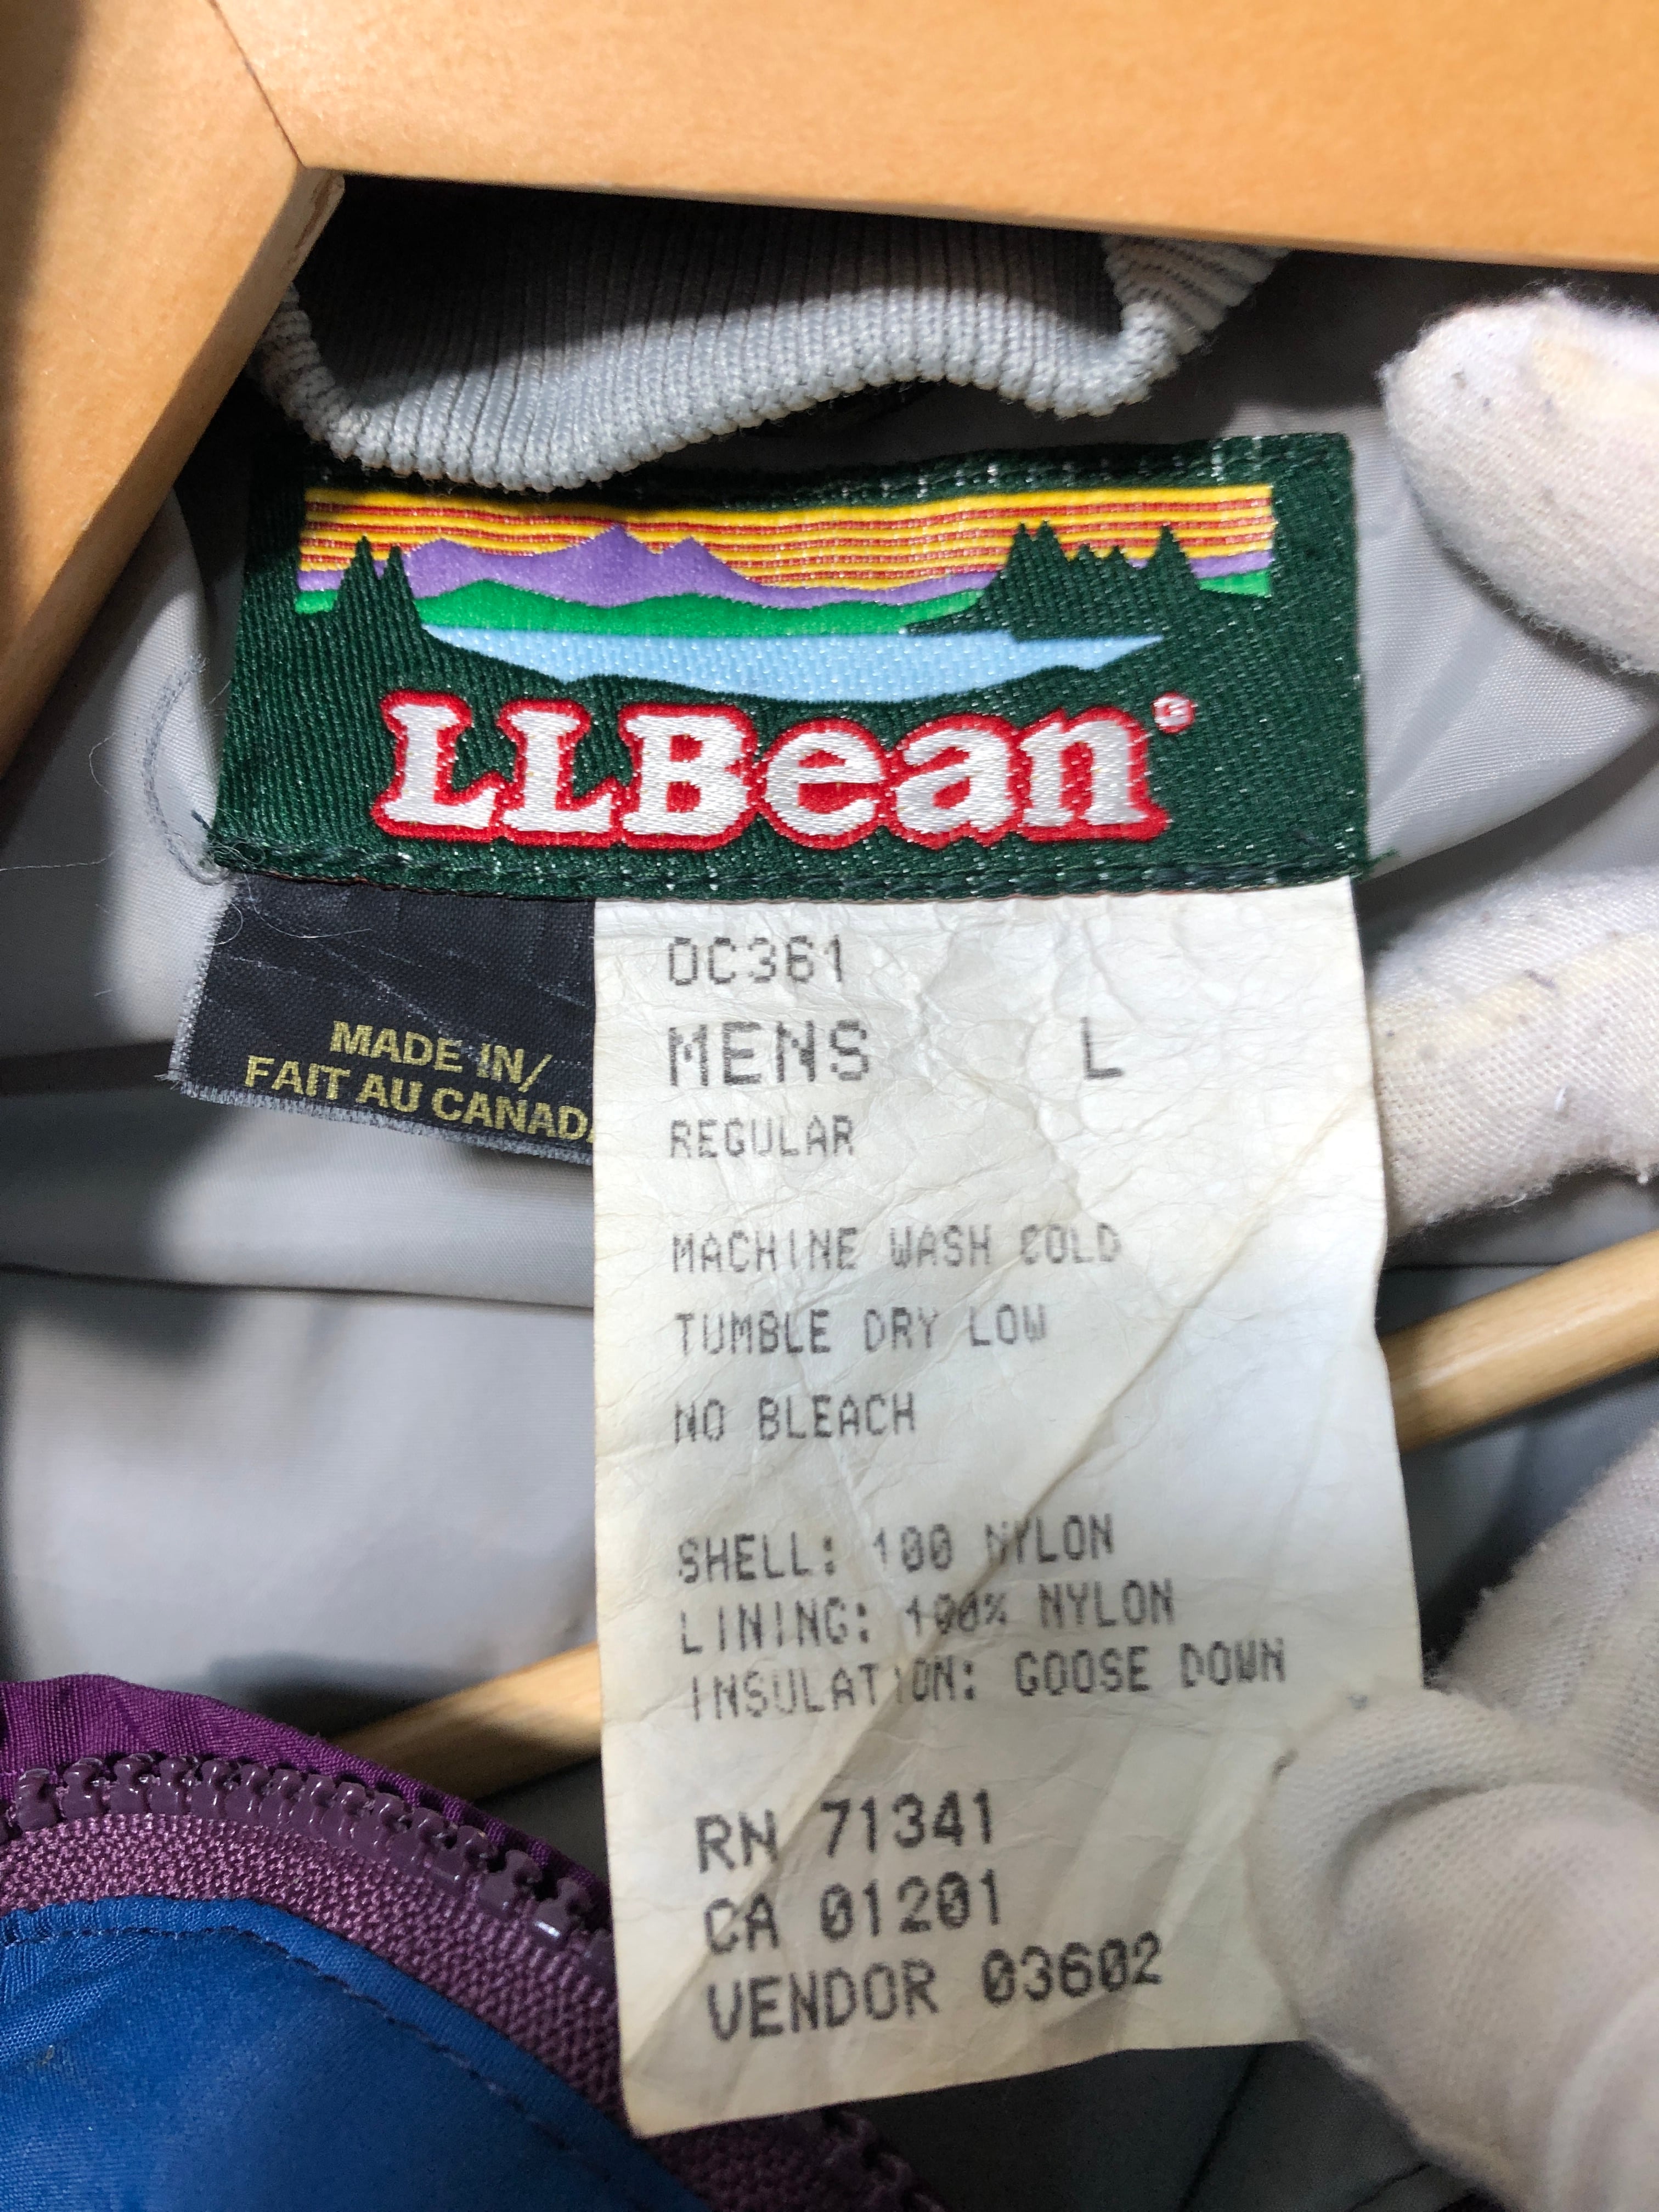 LLBean®
MADE IN/
FAIT AU CANADA
0C361
MENS L
REGULAR
MACHINE WASH COLD
TUMBLE DRY LOW
NO BLEACH
SHELL: 100 NYLON
LINING: 100% NYLON
INSULATION: GOOSE DOWN
RN 71341
CA 01201
VENDOR 03602